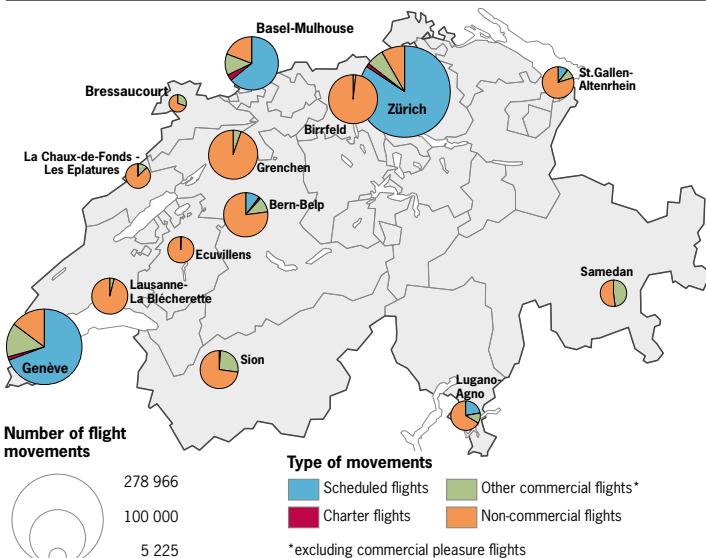 Basel-Mulhouse
Bressaucourt
Zürich
St.Gallen-
Altenrhein
Birrfeld
La Chaux-de-Fonds -
Les Eplatures
Grenchen
Bern-Belp
Ecuvillens
Lausanne-
La Blécherette
Samedan
Genève
Sion
Lugano-
Agno
Number of flight
movements
278 966
100 000
5 225
Type of movements
Scheduled flights
Other commercial flights*
Charter flights
Non-commercial flights
*excluding commercial pleasure flights